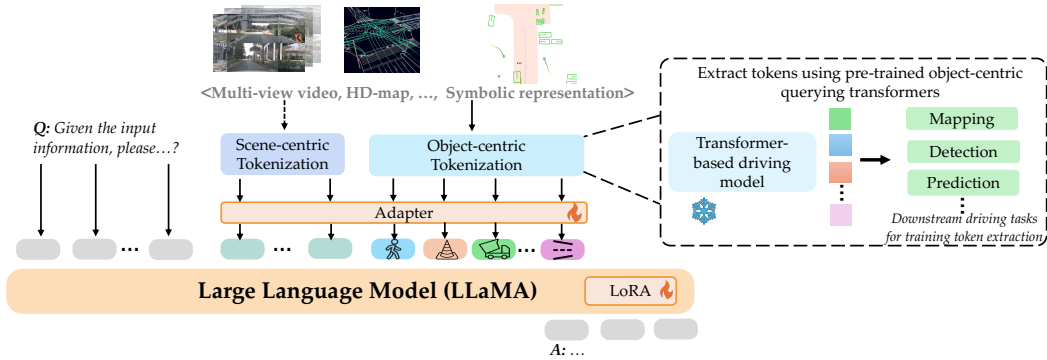 <Multi-view video, HD-map, …, Symbolic representation>
Q: Given the input
information, please…?
Scene-centric
Tokenization
Object-centric
Tokenization
Adapter
...
...
...
Large Language Model (LLaMA)
LoRA
A: …
Extract tokens using pre-trained object-centric
querying transformers
Transformer-
based driving
model
Mapping
Detection
Prediction
Downstream driving tasks
for training token extraction